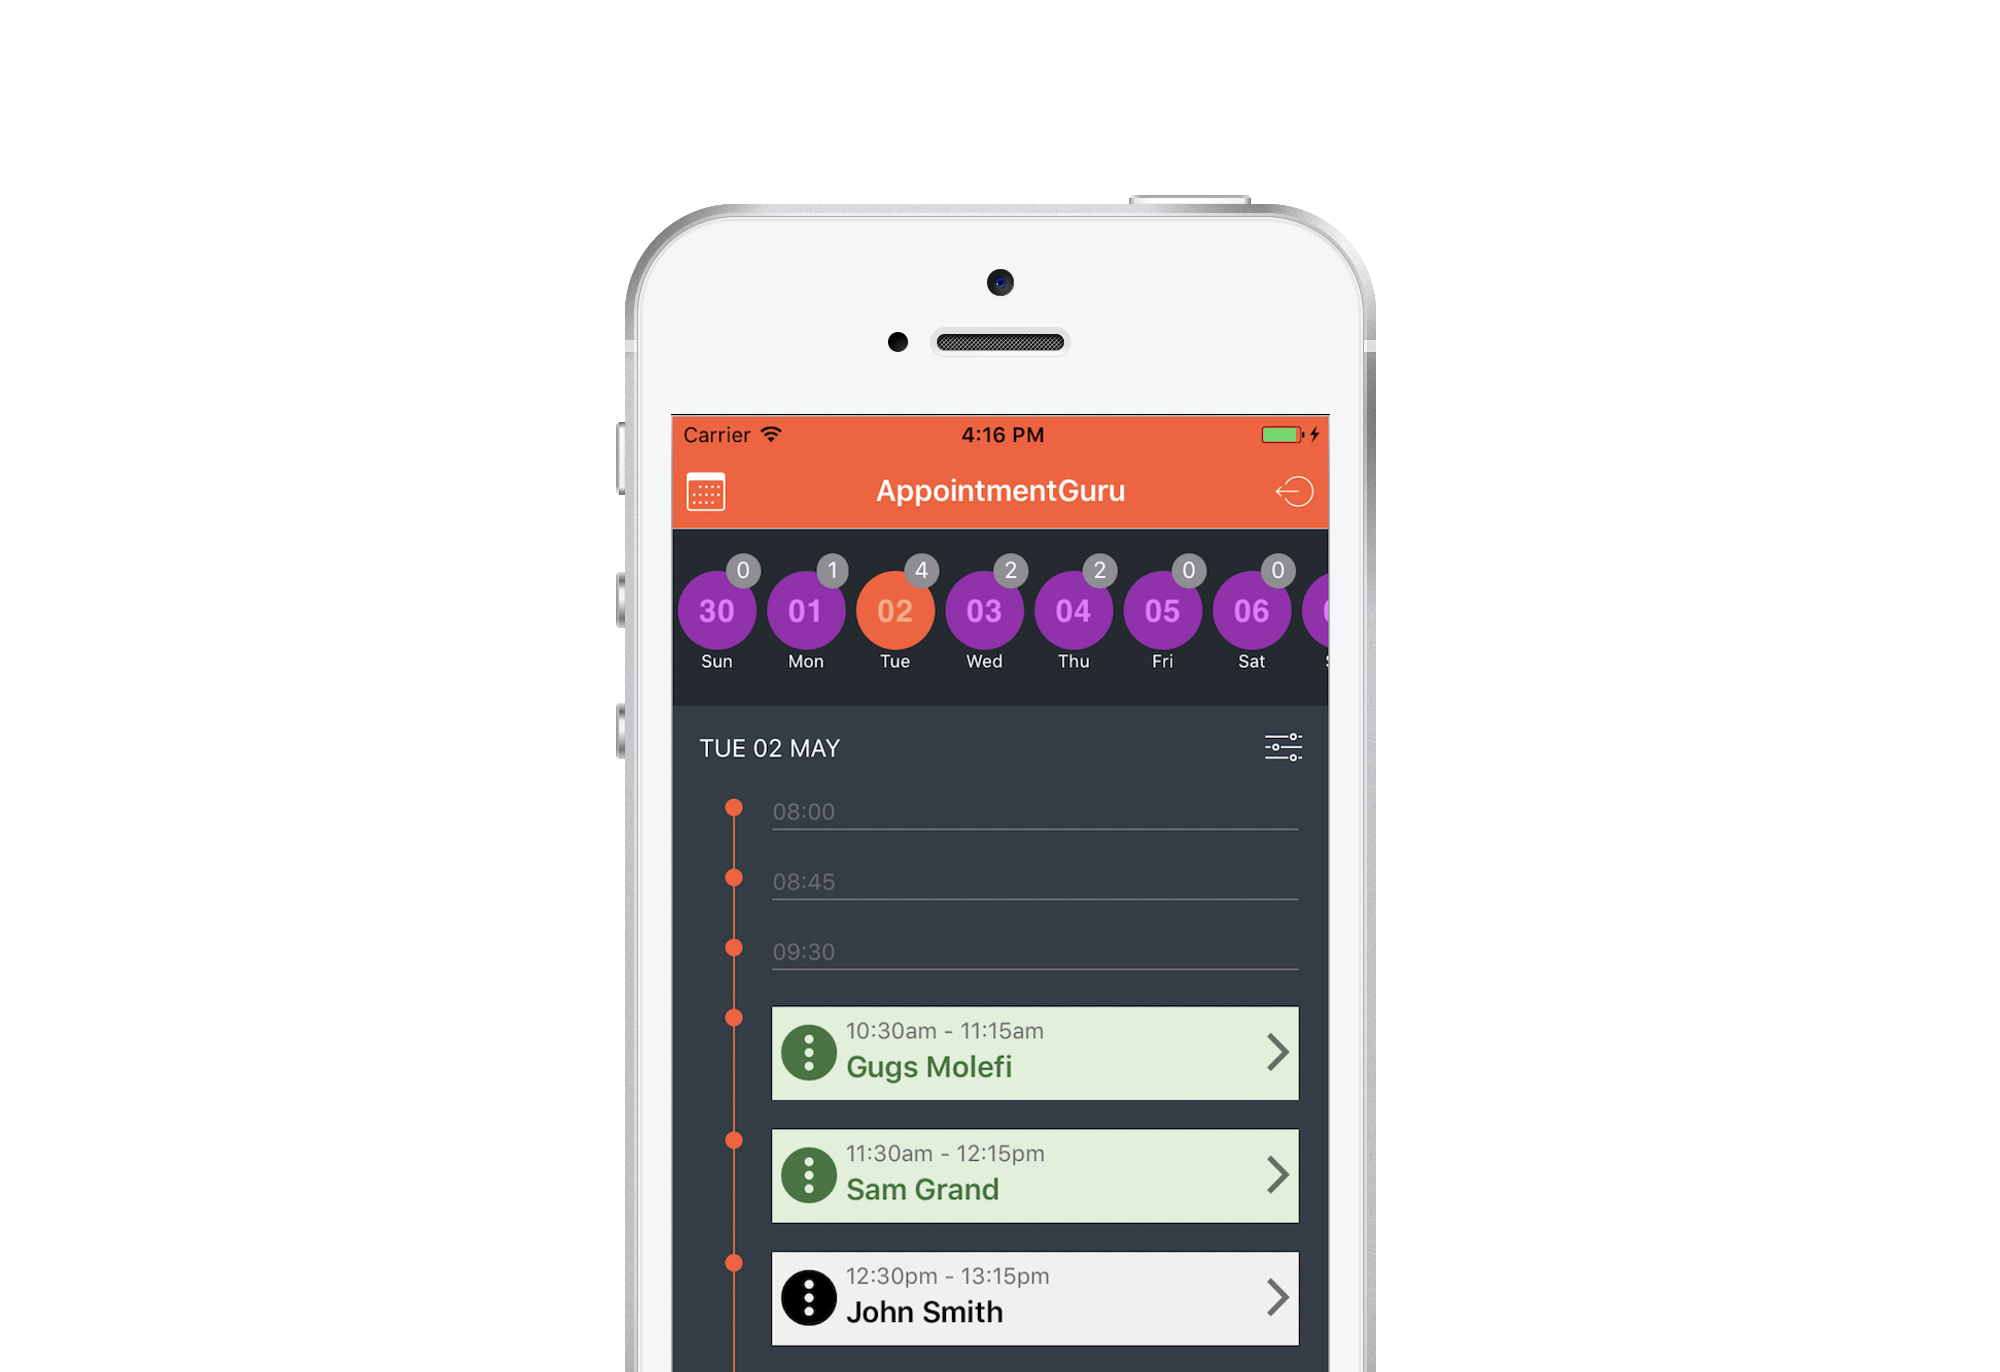 Carrier 4:16 PM
AppointmentGuru
0 1 4 2 2 0 0
30 01 02 03 04 05 06
Sun Mon Tue Wed Thu Fri Sat
TUE 02 MAY
08:00
08:45
09:30
10:30am - 11:15am
Gugs Molefi
11:30am - 12:15pm
Sam Grand
12:30pm - 13:15pm
John Smith